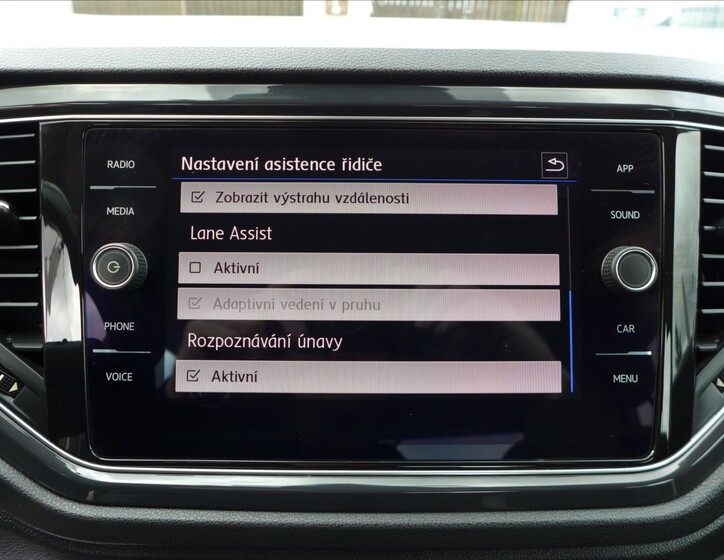 RADIO
MEDIA
PHONE
VOICE
Nastavení asistence řidiče
Zobrazit výstrahu vzdálenosti
Lane Assist
Aktivní
Adaptivní vedení v pruhu
Rozpoznávání únavy
Aktivní
APP
SOUND
CAR
MENU